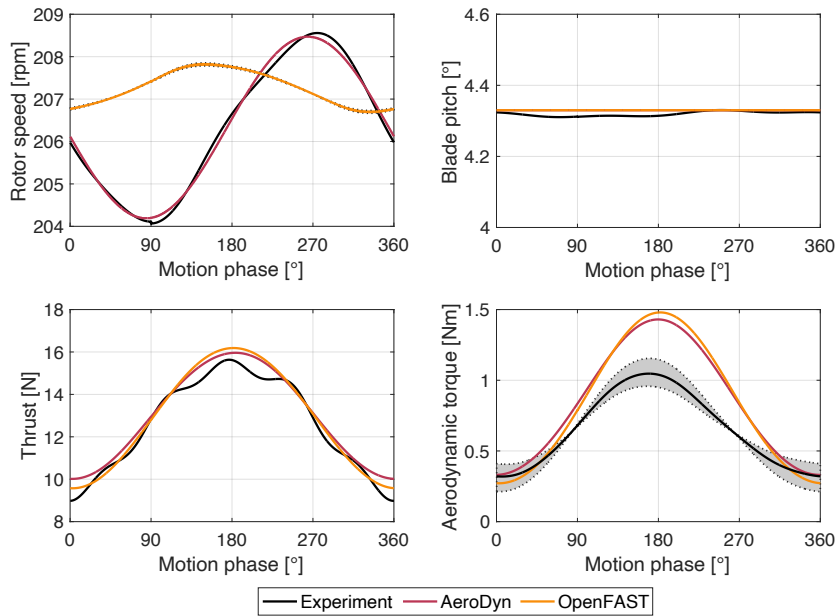 209
208
207
206
205
204
Rotor speed [rpm]
0 90 180 270 360
Motion phase [°]
4.6
4.4
4.2
4
Blade pitch [°]
0 90 180 270 360
Motion phase [°]
18
16
14
12
10
8
Thrust [N]
0 90 180 270 360
Motion phase [°]
1.5
1
0.5
0
Aerodynamic torque [Nm]
0 90 180 270 360
Motion phase [°]
Experiment AeroDyn OpenFAST